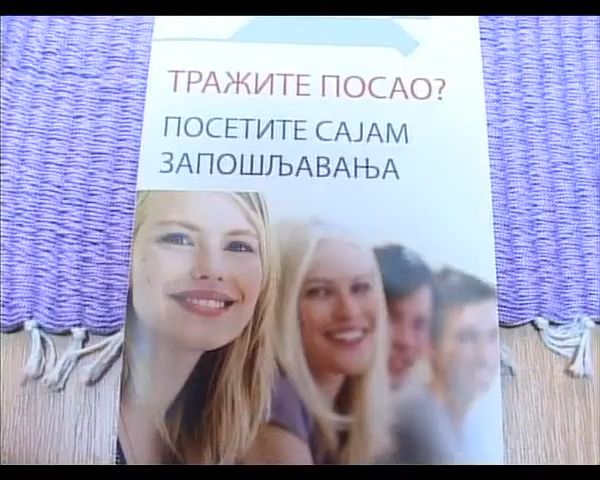 ТРАЖИТЕ ПОСАО?
ПОСЕТИТЕ САЈАМ
ЗАПОШЉАВАЊА